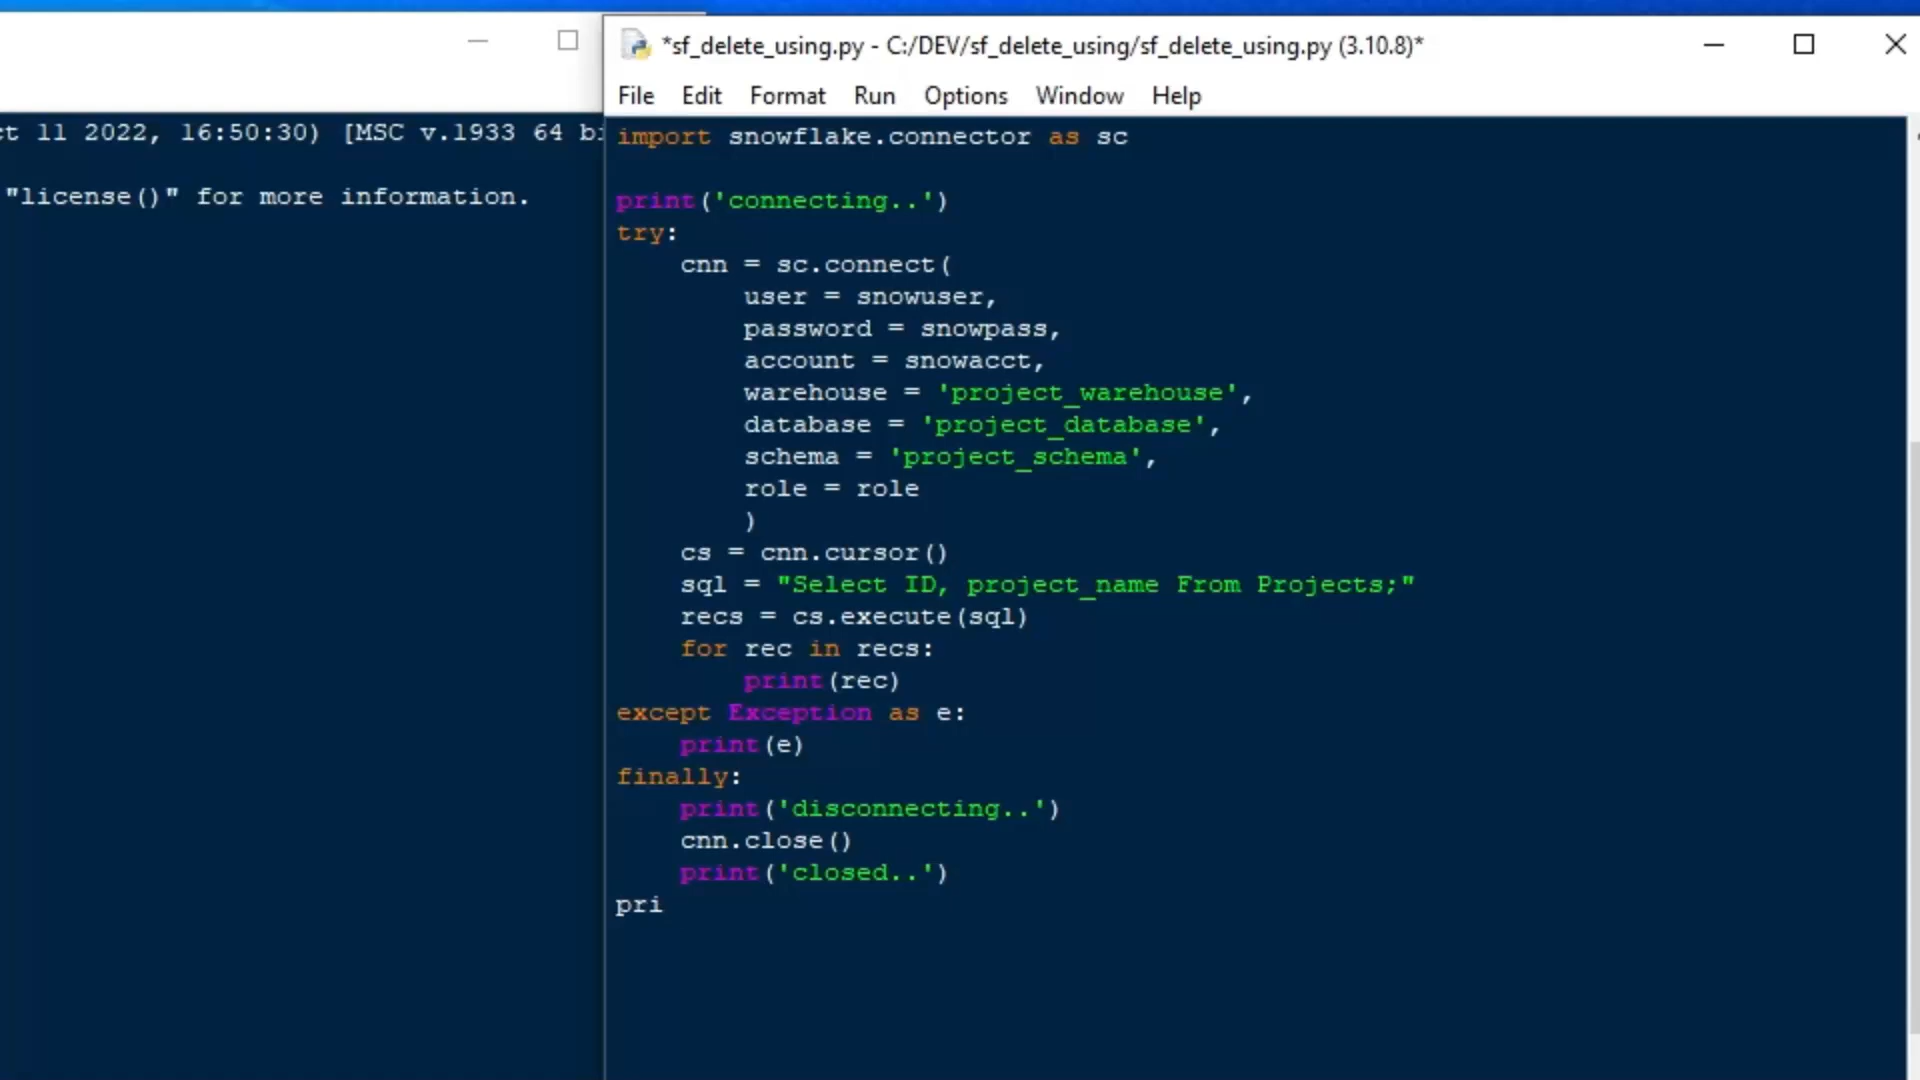 *sf_delete_using.py - C:/DEV/sf_delete_using/sf_delete_using.py (3.10.8)*
File Edit Format Run Options Window Help
ct 11 2022, 16:50:30) [MSC v.1933 64 bi
"license()" for more information.
import snowflake.connector as sc
print('connecting..')
try:
    cnn = sc.connect(
        user = snowuser,
        password = snowpass,
        account = snowacct,
        warehouse = 'project_warehouse',
        database = 'project_database',
        schema = 'project_schema',
        role = role
        )
    cs = cnn.cursor()
    sql = "Select ID, project_name From Projects;"
    recs = cs.execute(sql)
    for rec in recs:
        print(rec)
except Exception as e:
    print(e)
finally:
    print('disconnecting..')
    cnn.close()
    print('closed..')
pri